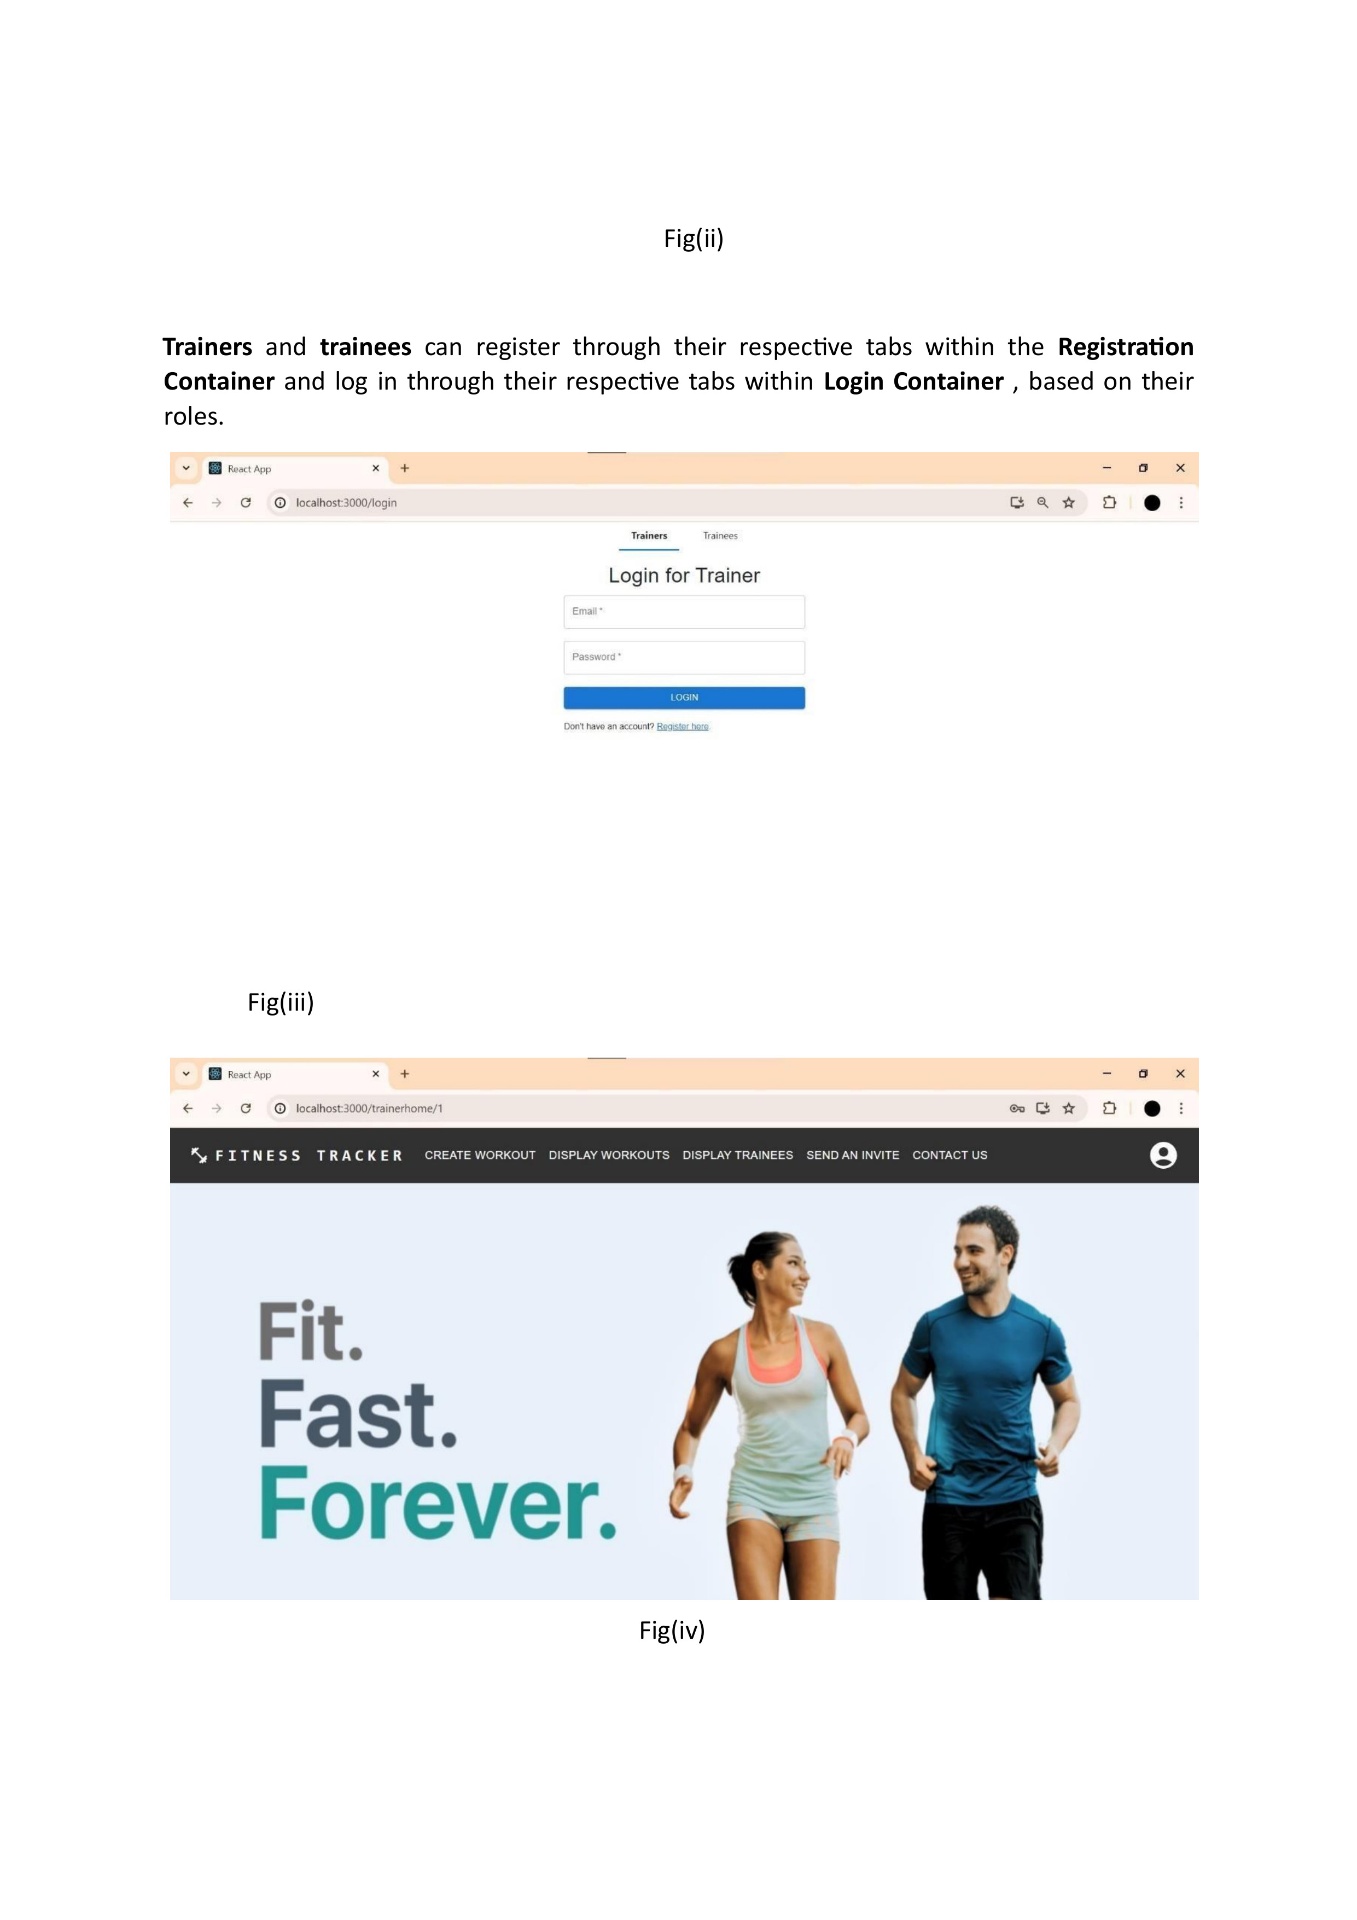 Fig(ii)
Trainers and trainees can register through their respective tabs within the Registration
Container and log in through their respective tabs within Login Container , based on their
roles.
React App
localhost:3000/login
Trainers Trainees
Login for Trainer
Email *
Password *
LOGIN
Don't have an account? Register here
Fig(iii)
React App
localhost:3000/trainerhome/1
FITNESS TRACKER CREATE WORKOUT DISPLAY WORKOUTS DISPLAY TRAINEES SEND AN INVITE CONTACT US
Fit.
Fast.
Forever.
Fig(iv)